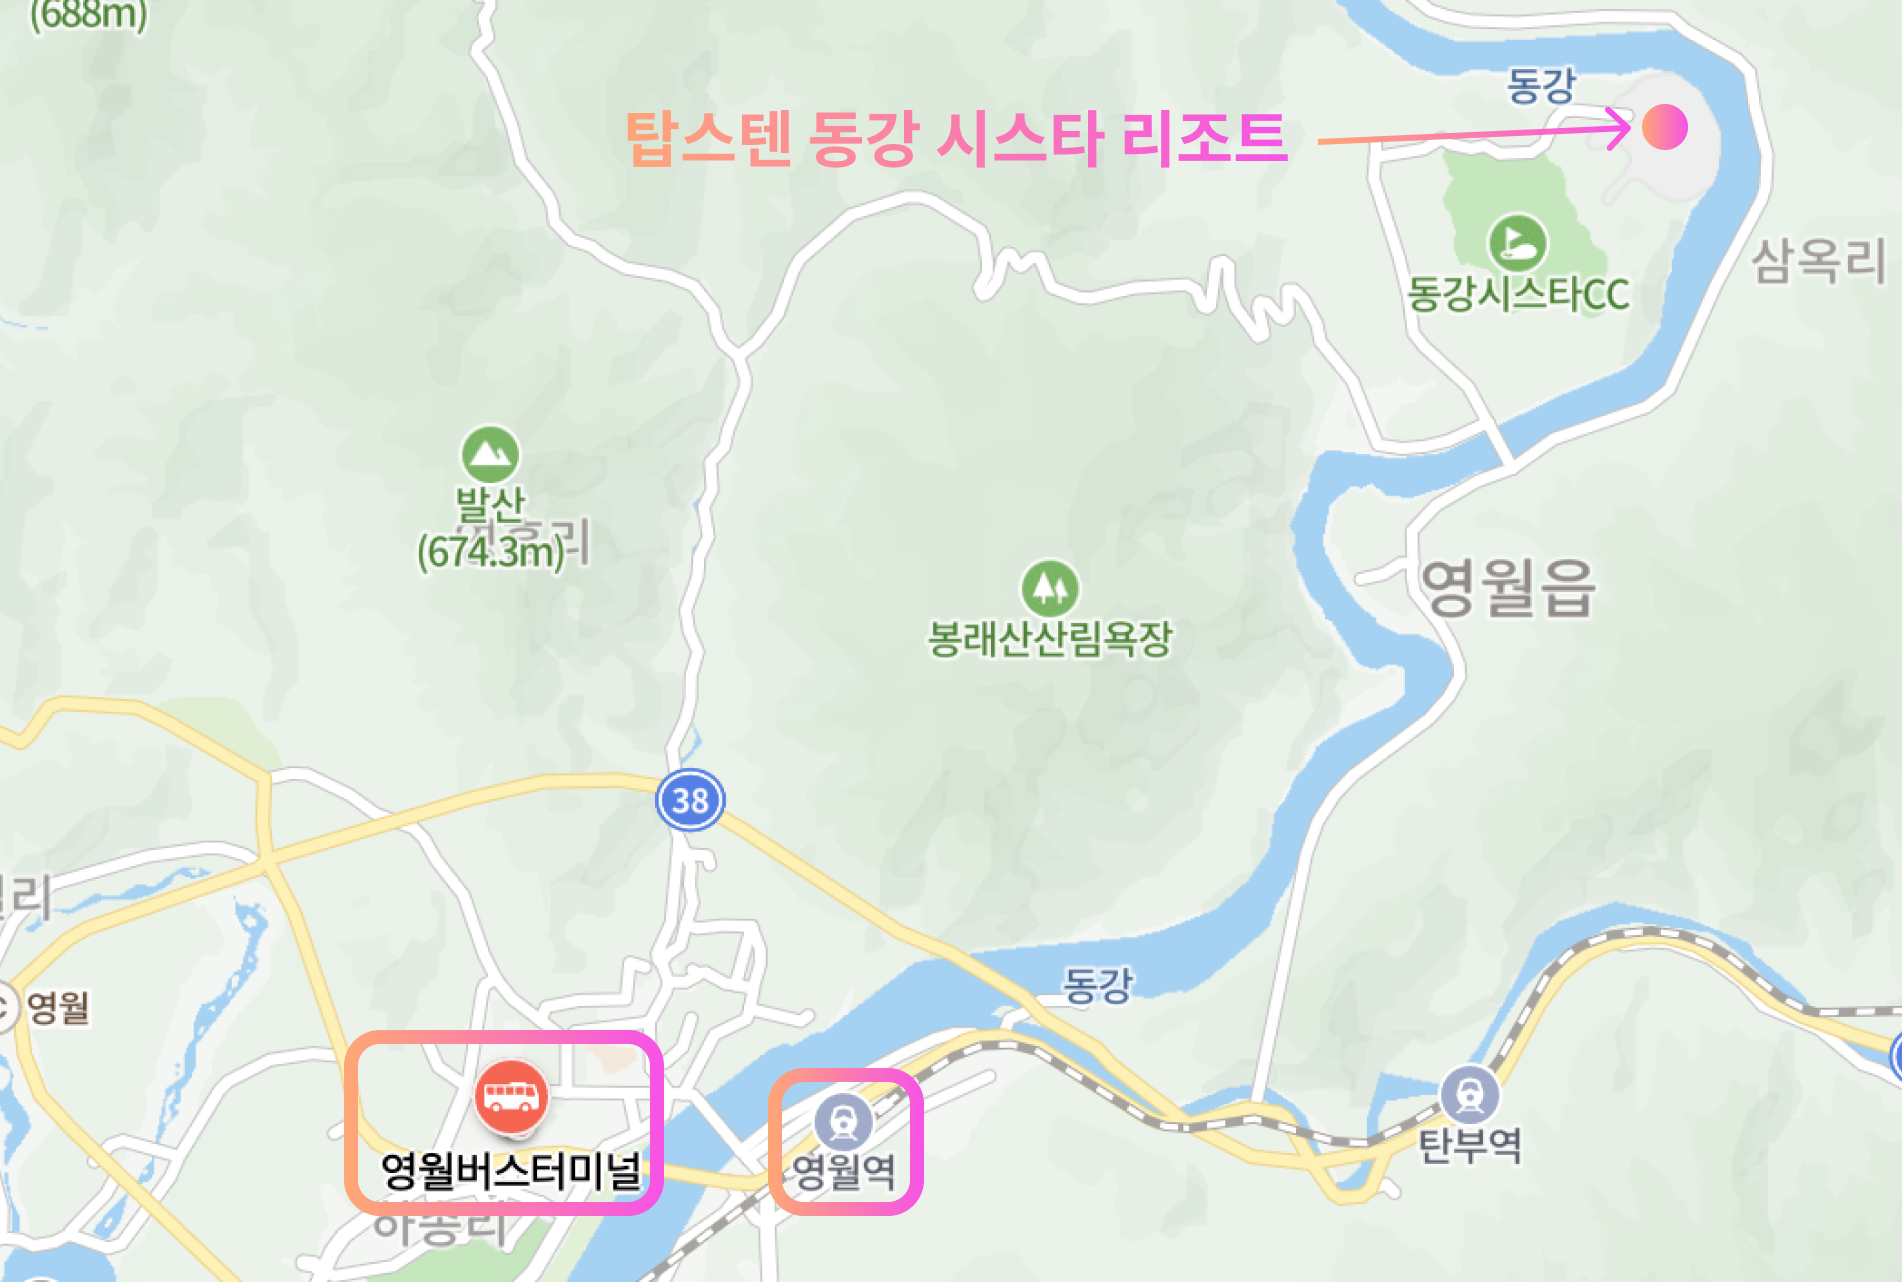 (688m)
동강
탑스텐 동강 시스타 리조트
삼옥리
동강시스타CC
발산
(674.3m)
영월읍
봉래산산림욕장
38
영월
동강
영월버스터미널
영월역
탄부역
하송리